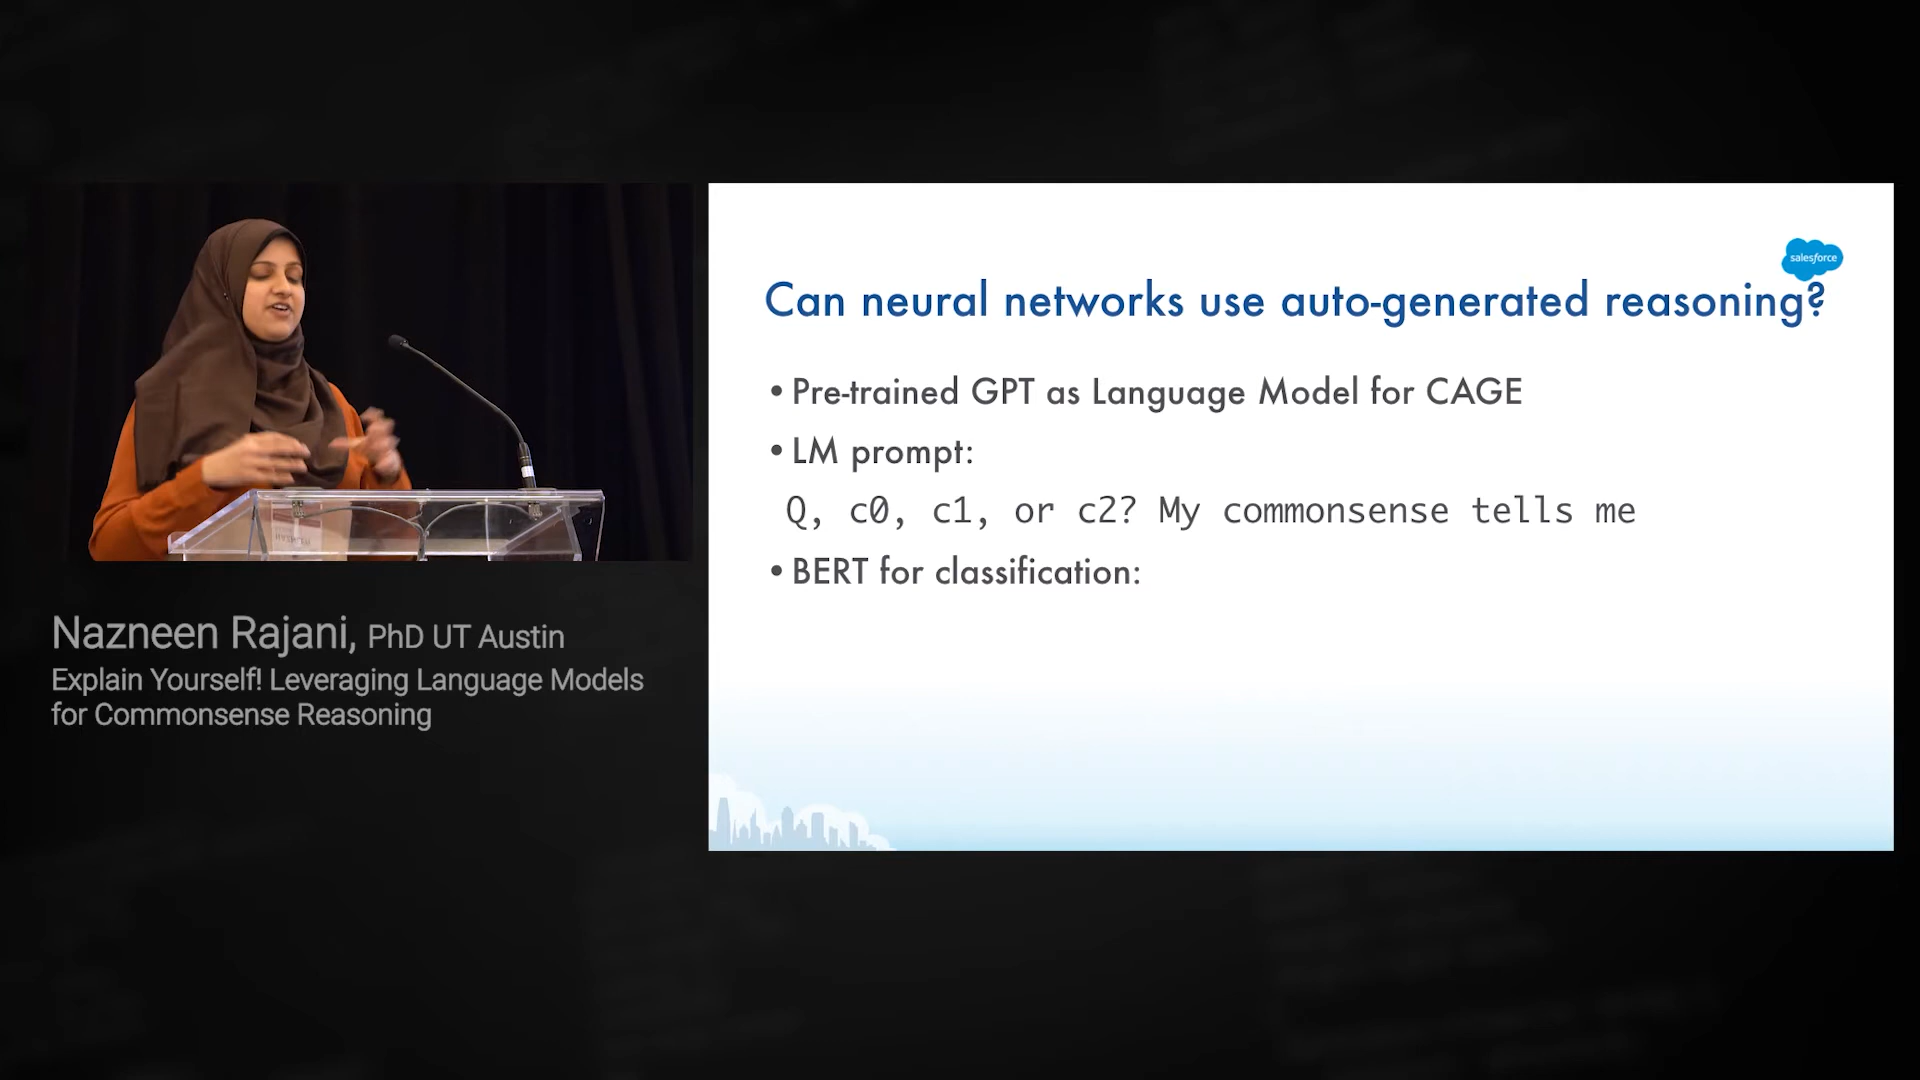 salesforce
Can neural networks use auto-generated reasoning?
• Pre-trained GPT as Language Model for CAGE
• LM prompt:
Q, c0, c1, or c2? My commonsense tells me
• BERT for classification:
Nazneen Rajani, PhD UT Austin
Explain Yourself! Leveraging Language Models
for Commonsense Reasoning